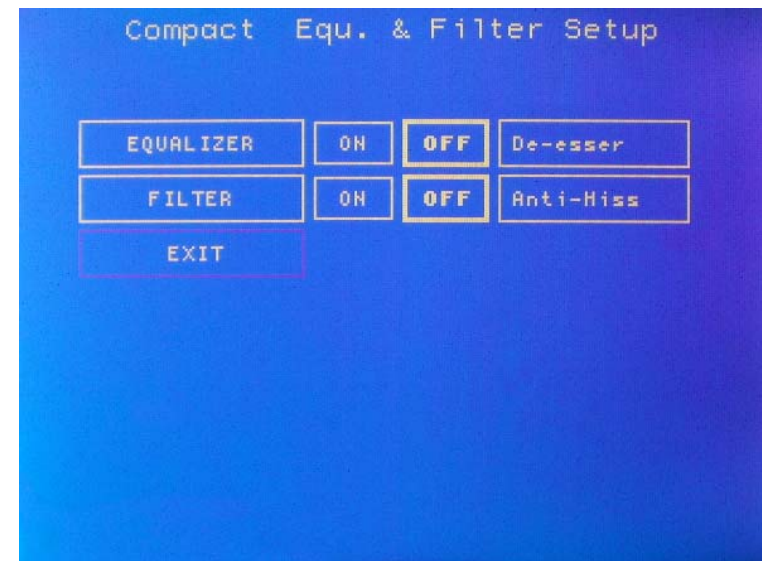 Compact Equ. & Filter Setup
EQUALIZER ON OFF De-esser
FILTER ON OFF Anti-Hiss
EXIT